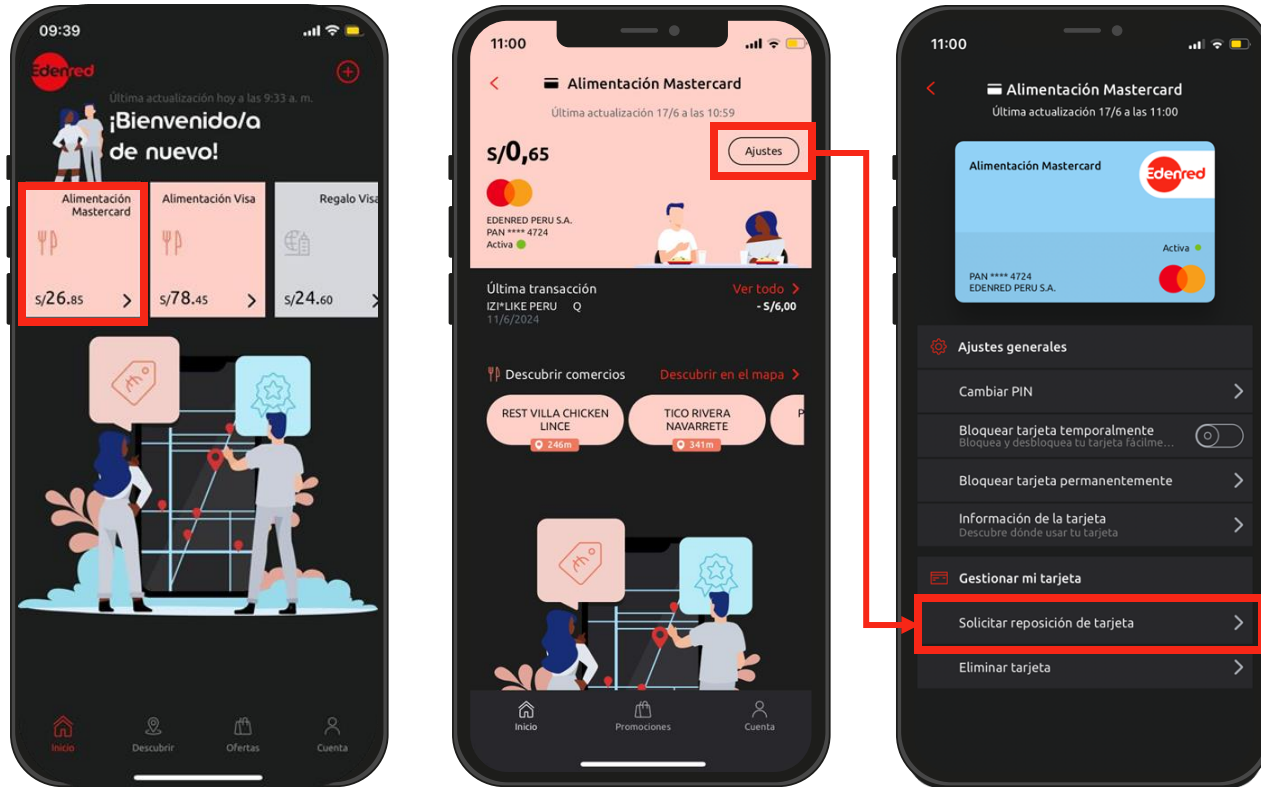 09:39
Edenred
Última actualización hoy a las 9:33 a. m.
¡Bienvenido/a
de nuevo!
Alimentación
Mastercard
S/26.85
Alimentación Visa
S/78.45
Regalo Visa
S/24.60
Inicio
Descubrir
Ofertas
Cuenta
11:00
Alimentación Mastercard
Última actualización 17/6 a las 10:59
S/0,65
Ajustes
EDENRED PERU S.A.
PAN **** 4724
Activa
Última transacción
Ver todo
IZI*LIKE PERU Q
- S/6,00
11/6/2024
Descubrir comercios
Descubrir en el mapa
REST VILLA CHICKEN
LINCE
246m
TICO RIVERA
NAVARRETE
341m
P
Inicio
Promociones
Cuenta
11:00
Alimentación Mastercard
Última actualización 17/6 a las 11:00
Alimentación Mastercard
Edenred
Activa
PAN **** 4724
EDENRED PERU S.A.
Ajustes generales
Cambiar PIN
Bloquear tarjeta temporalmente
Bloquea y desbloquea tu tarjeta fácilme...
Bloquear tarjeta permanentemente
Información de la tarjeta
Descubre dónde usar tu tarjeta
Gestionar mi tarjeta
Solicitar reposición de tarjeta
Eliminar tarjeta